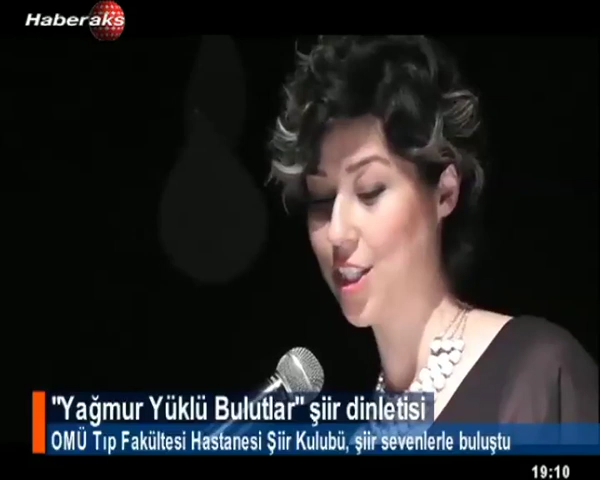 Haberaks
"Yağmur Yüklü Bulutlar" şiir dinletisi
OMÜ Tıp Fakültesi Hastanesi Şiir Kulubü, şiir sevenlerle buluştu
19:10